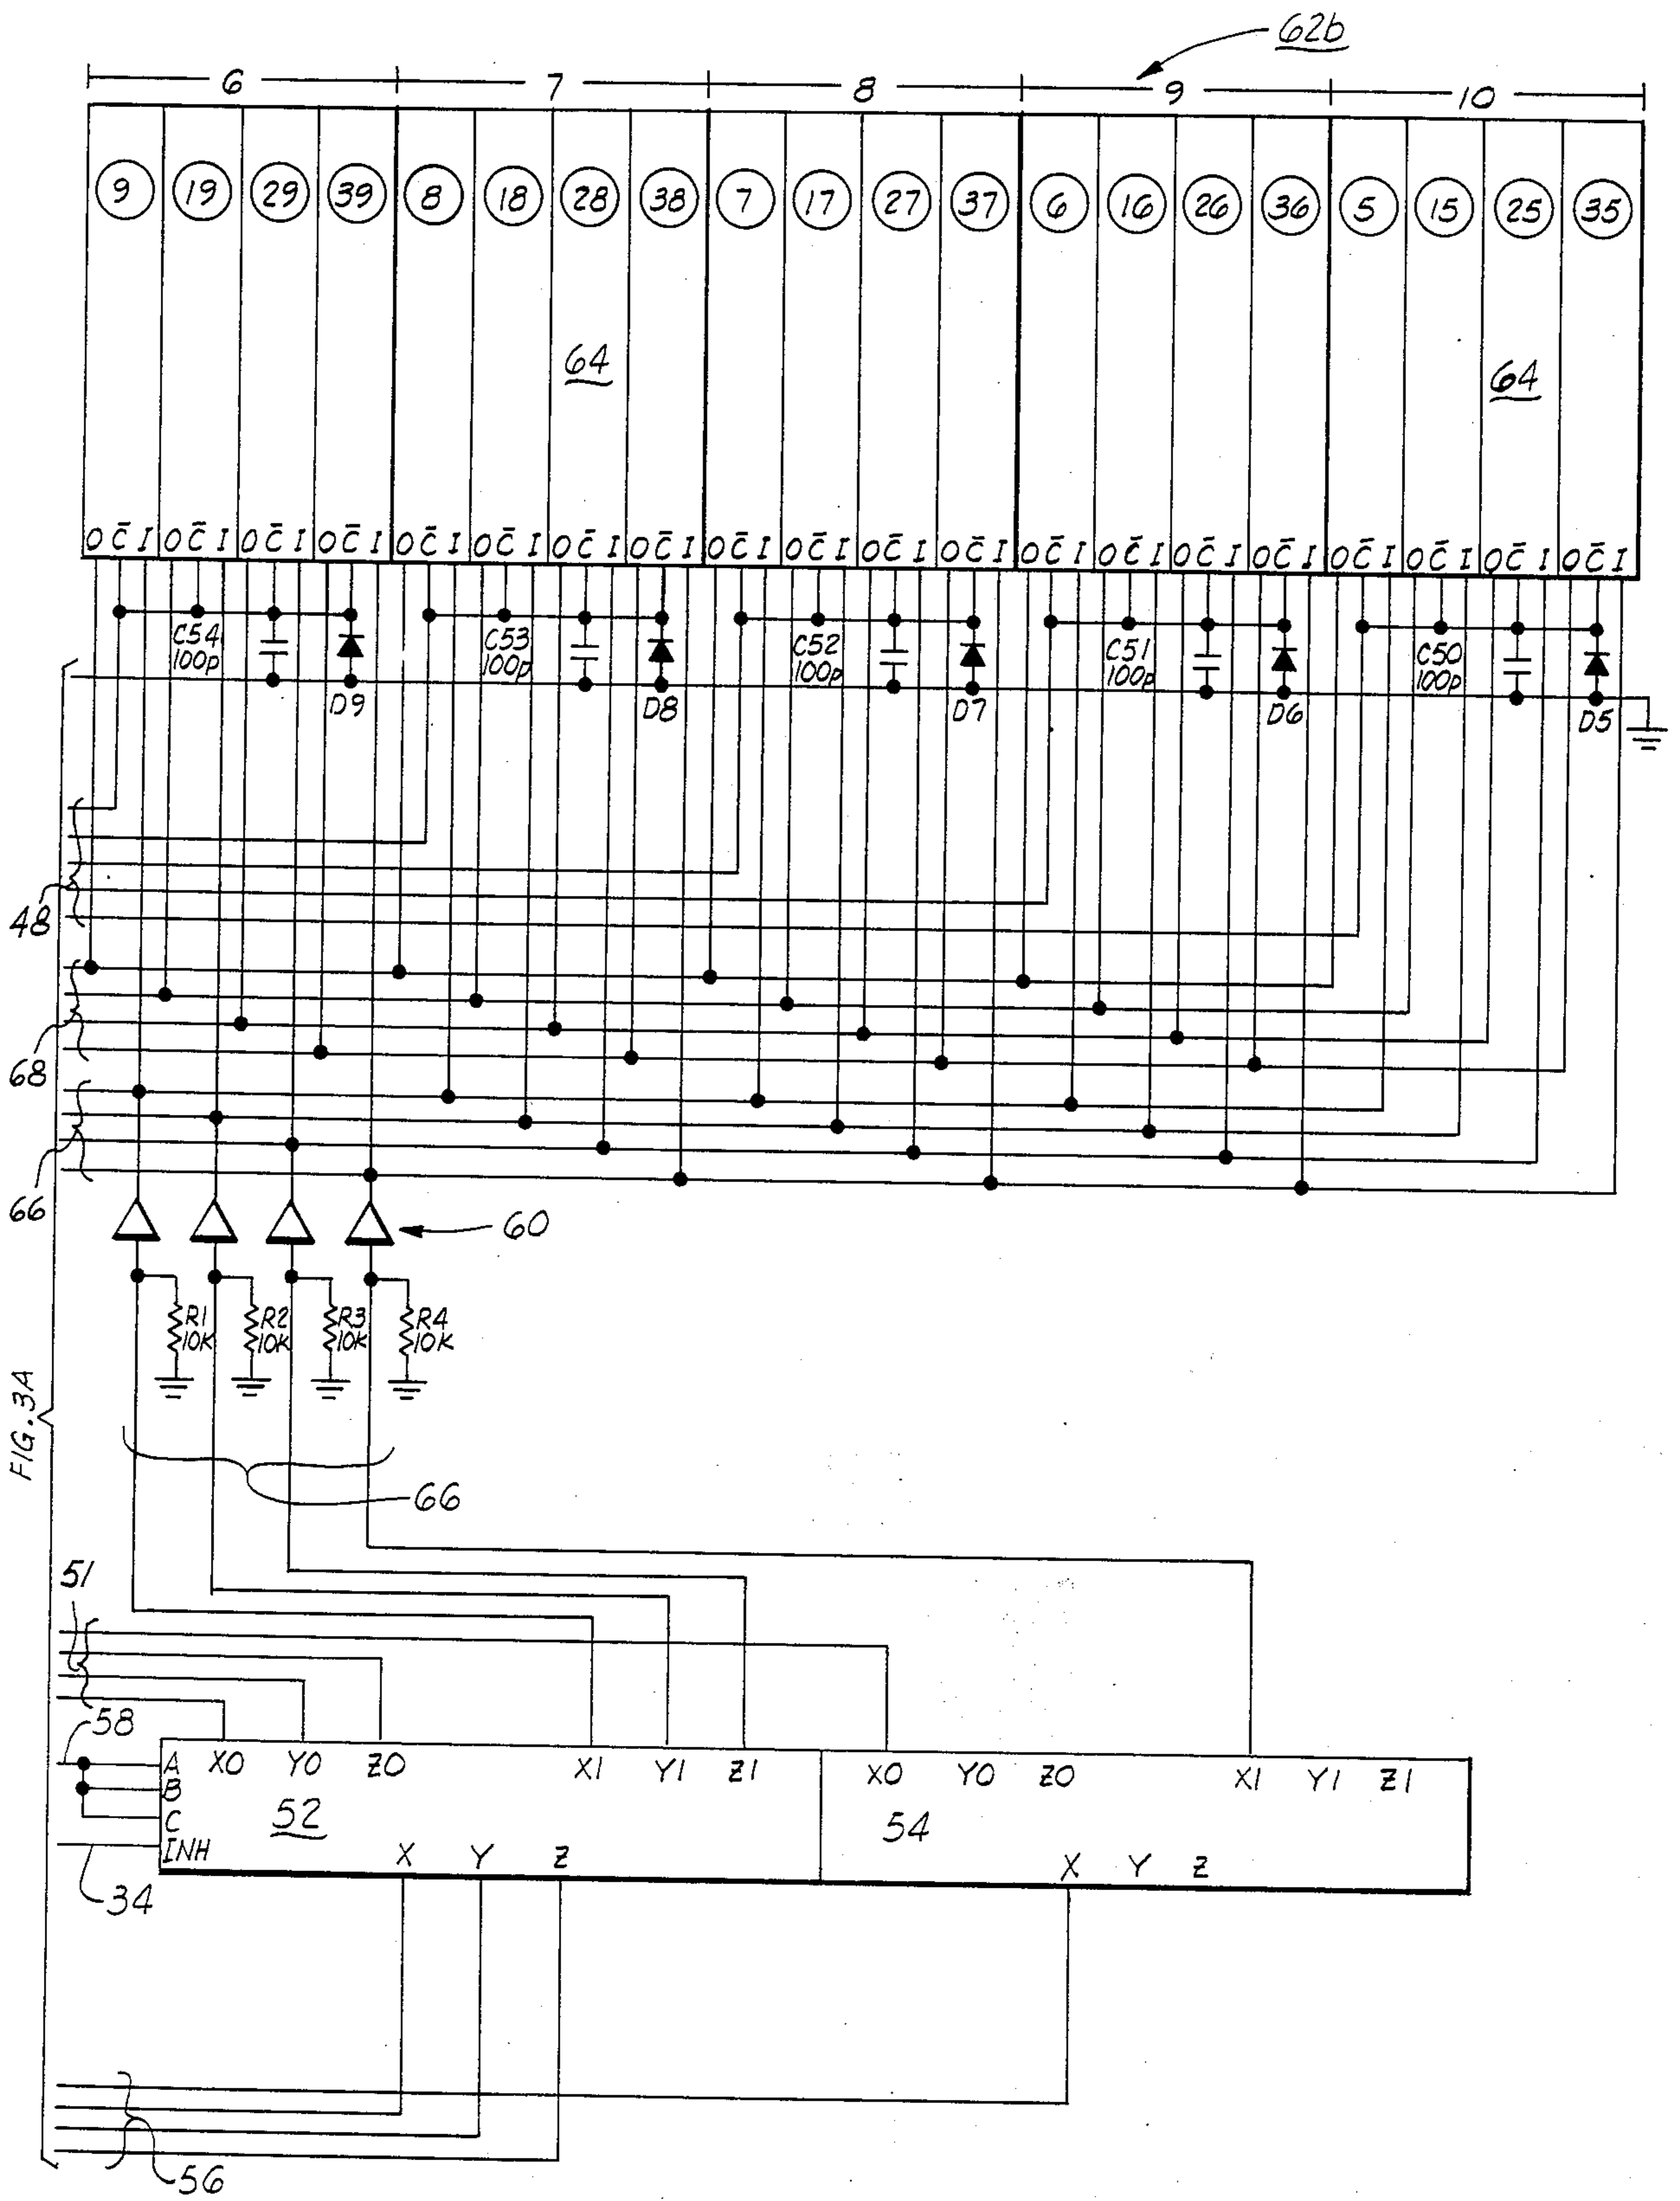 62b
6 7 8 9 10
9 19 29 39 8 18 28 38 7 17 27 37 6 16 26 36 5 15 25 35
64 64
O C̄ I O C̄ I O C̄ I O C̄ I O C̄ I O C̄ I O C̄ I O C̄ I O C̄ I O C̄ I O C̄ I O C̄ I O C̄ I O C̄ I O C̄ I O C̄ I O C̄ I O C̄ I O C̄ I O C̄ I
C54 C53 C52 C51 C50
100p 100p 100p 100p 100p
D9 D8 D7 D6 D5
48
68
66
60
R1 R2 R3 R4
10K 10K 10K 10K
FIG. 3A
66
51
58
A X0 Y0 Z0 X1 Y1 Z1 X0 Y0 Z0 X1 Y1 Z1
B
C 52 54
INH X Y Z X Y Z
34
56